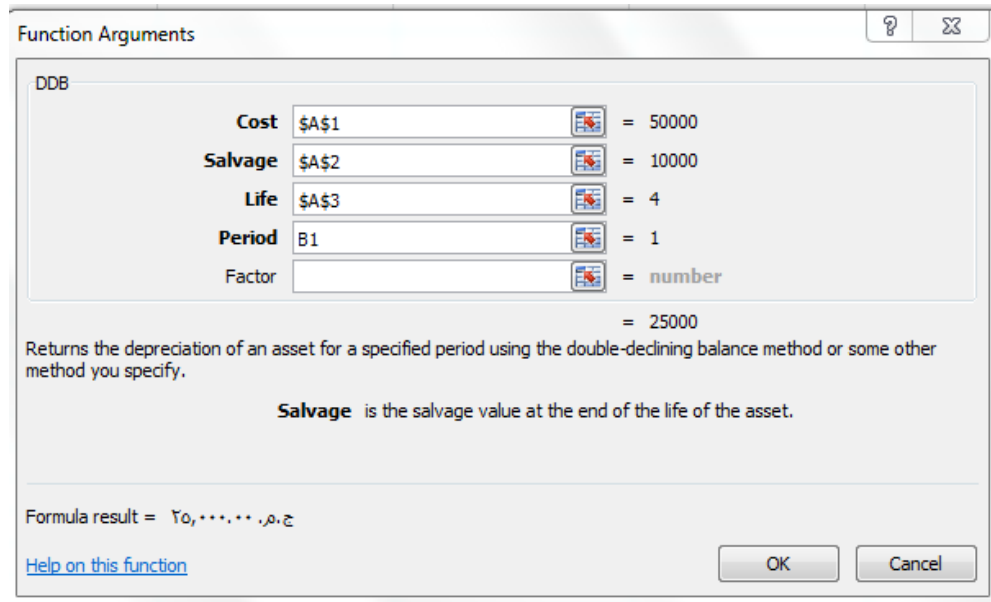 Function Arguments
DDB
Cost $A$1 = 50000
Salvage $A$2 = 10000
Life $A$3 = 4
Period B1 = 1
Factor = number
= 25000
Returns the depreciation of an asset for a specified period using the double-declining balance method or some other
method you specify.
Salvage is the salvage value at the end of the life of the asset.
Formula result = ج.م. ٢٥,٠٠٠.٠٠
Help on this function
OK Cancel